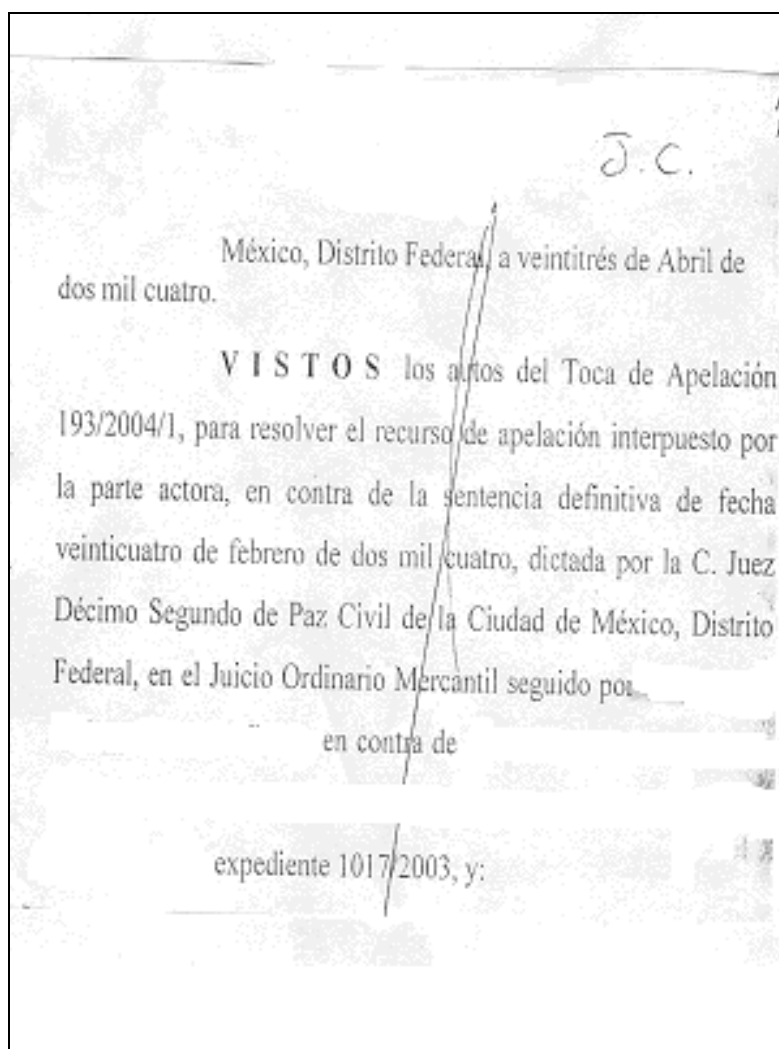 J.C.
México, Distrito Federal, a veintitrés de Abril de
dos mil cuatro.
V I S T O S los autos del Toca de Apelación
193/2004/1, para resolver el recurso de apelación interpuesto por
la parte actora, en contra de la sentencia definitiva de fecha
veinticuatro de febrero de dos mil cuatro, dictada por la C. Juez
Décimo Segundo de Paz Civil de la Ciudad de México, Distrito
Federal, en el Juicio Ordinario Mercantil seguido por
en contra de
expediente 1017/2003, y: